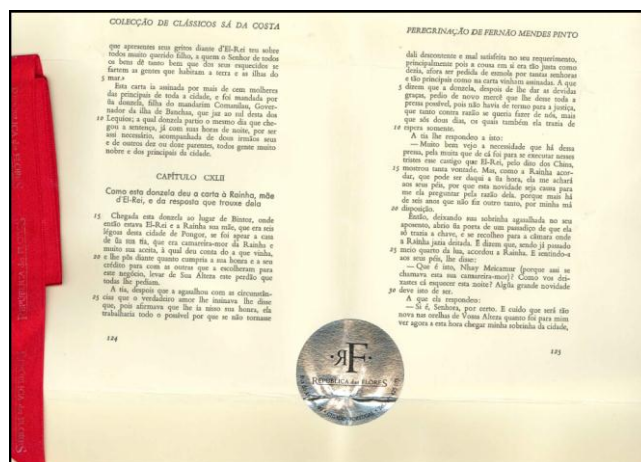 COLECÇÃO DE CLÁSSICOS SÁ DA COSTA
que apresentes seus gritos diante d'El-Rei teu sobre
todos muito querido filho, a quem o Senhor de todos
os bens dê tanto bem que dos seus esquecidos se
fartem as gentes que habitam a terra e as ilhas do
5 mar.»
Esta carta ia assinada por mais de cem molheres
das principais de toda a cidade, e foi mandada por
ũa donzela, filha do mandarim Comanilau, Gover-
nador da ilha de Banchaa, que jaz ao sul desta dos
10 Lequios; a qual donzela partio o mesmo dia que che-
gou a sentença, já com suas horas de noite, por ser
assi necessário, acompanhada de dous irmãos seus
e de outros dez ou doze parentes, todos gente muito
nobre e dos principais da cidade.
CAPÍTULO CXLII
Como esta donzela deu a carta à Rainha, mãe
d'El-Rei, e da resposta que trouxe dela
15 Chegada esta donzela ao lugar de Bintor, onde
então estava El-Rei e a Rainha sua mãe, que era seis
légoas desta cidade de Pongor, se foi apear a casa
de ũa sua tia, que era camareira-mor da Rainha e
muito sua aceita, à qual deu conta do a que vinha,
20 e lhe pôs diante quanto cumpria a sua honra e a seu
crédito para com as outras que a escolheram para
este negócio, levar de Sua Alteza este perdão que
todas lhe pediam.
A tia, despois que a agasalhou com as circunstân-
25 cias que o verdadeiro amor lhe insinava lhe disse
que, pois afirmava que lhe ia nisso sua honra, ela
trabalharia todo o possível por que se não tornasse
124
PEREGRINAÇÃO DE FERNÃO MENDES PINTO
dali descontente e mal satisfeita no seu requerimento,
principalmente pois a cousa em si era tão justa como
dezia, afora ser pedida de esmola por tantas senhoras
e tão principais como na carta vinham assinadas. A que
5 dizem que a donzela, despois de lhe dar as devidas
graças, pedio de novo mercê que lhe desse toda a
pressa possível, pois não havia de termo para a justiça,
que tanto contra razão se queria fazer de nós, mais
que sós dous dias, os quais também ela trazia de
10 espera somente.
A tia lhe respondeo a isto:
— Muito bem vejo a necessidade que há dessa
pressa, pela muita que de cá foi para se executar nesses
tristes esse castigo que El-Rei, pelo dito dos Chins,
15 mostrou tanta vontade. Mas, como a Rainha acor-
dar, que pode ser daqui a ũa hora, ela me achará
aos seus pés, por que esta novidade seja causa para
me ela preguntar pela razão dela, porque mais há
de seis anos que não fiz outro tanto, por minha má
20 disposição.
Então, deixando sua sobrinha agasalhada no seu
aposento, abrio ũa porta de um passadiço de que ela
só trazia a chave, e se recolheo para a câmara onde
a Rainha jazia deitada. E dizem que, sendo já passado
25 meio quarto da lua, acordou a Rainha. E sentindo-a
aos seus pés, lhe disse:
— Que é isto, Nhay Meicamur (porque assi se
chamava esta sua camareira-mor)? Como vos dei-
xastes cá esquecer esta noite? Algũa grande novidade
30 deve isto de ser.
A que ela respondeo:
— Si é, Senhora, por certo. E cuido que será tão
nova nas orelhas de Vossa Alteza quanto foi para mim
ver agora a esta hora chegar minha sobrinha da cidade,
125
RF
REPÚBLICA das FLORES